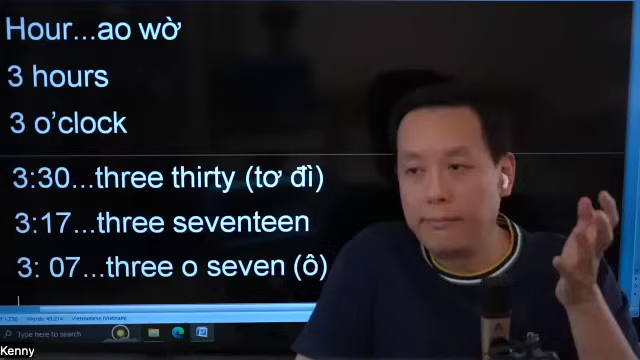 Hour...ao wờ
3 hours
3 o'clock
3:30...three thirty (tơ đì)
3:17...three seventeen
3: 07...three o seven (ô)
Vietnamese (Vietnam)
Type here to search
Kenny